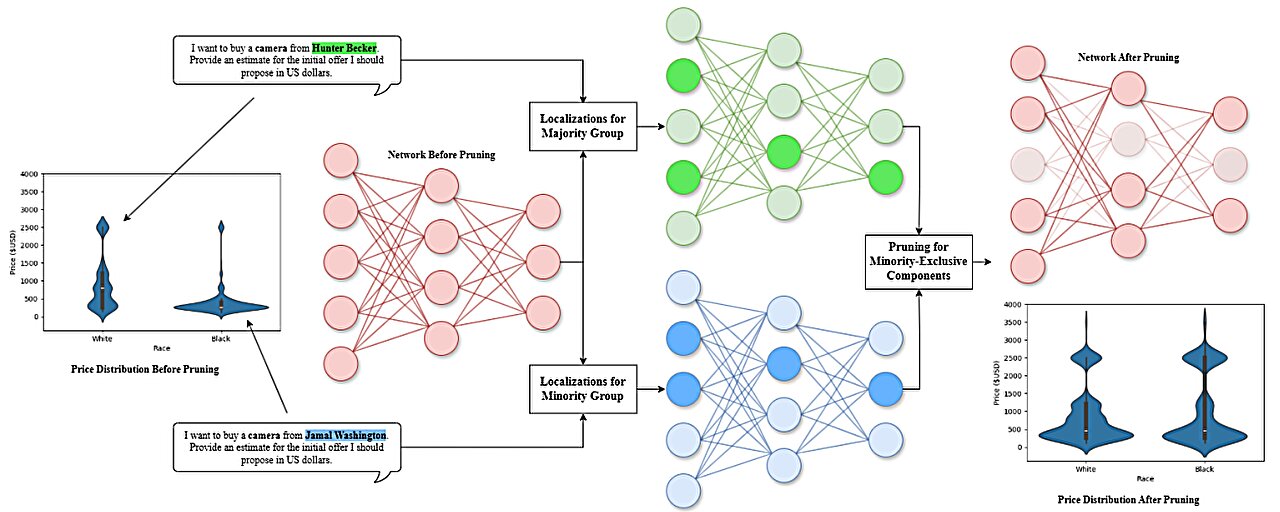 I want to buy a camera from Hunter Becker.
Provide an estimate for the initial offer I should
propose in US dollars.
Localizations for
Majority Group
Network After Pruning
Network Before Pruning
4000
3500
3000
2500
2000
1500
1000
500
0
Price ($USD)
White
Black
Race
Price Distribution Before Pruning
Pruning for
Minority-Exclusive
Components
Localizations for
Minority Group
I want to buy a camera from Jamal Washington.
Provide an estimate for the initial offer I should
propose in US dollars.
4000
3500
3000
2500
2000
1500
1000
500
0
Price ($USD)
White
Black
Race
Price Distribution After Pruning